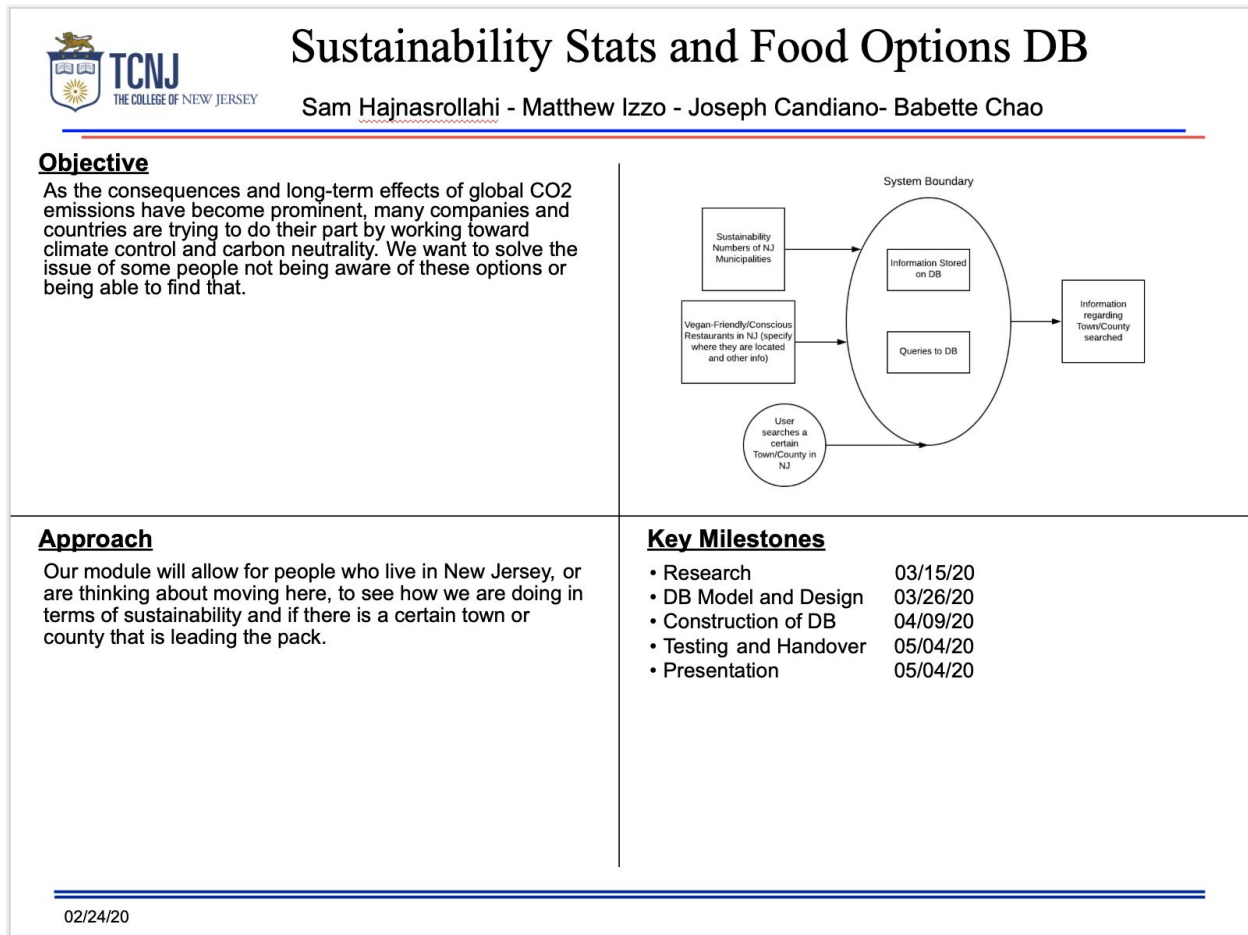 TCNJ
THE COLLEGE OF NEW JERSEY
Sustainability Stats and Food Options DB
Sam Hajnasrollahi - Matthew Izzo - Joseph Candiano- Babette Chao
Objective
As the consequences and long-term effects of global CO2
emissions have become prominent, many companies and
countries are trying to do their part by working toward
climate control and carbon neutrality. We want to solve the
issue of some people not being aware of these options or
being able to find that.
System Boundary
Sustainability
Numbers of NJ
Municipalities
Information Stored
on DB
Vegan-Friendly/Conscious
Restaurants in NJ (specify
where they are located
and other info)
Queries to DB
Information
regarding
Town/County
searched
User
searches a
certain
Town/County in
NJ
Approach
Our module will allow for people who live in New Jersey, or
are thinking about moving here, to see how we are doing in
terms of sustainability and if there is a certain town or
county that is leading the pack.
Key Milestones
• Research 03/15/20
• DB Model and Design 03/26/20
• Construction of DB 04/09/20
• Testing and Handover 05/04/20
• Presentation 05/04/20
02/24/20